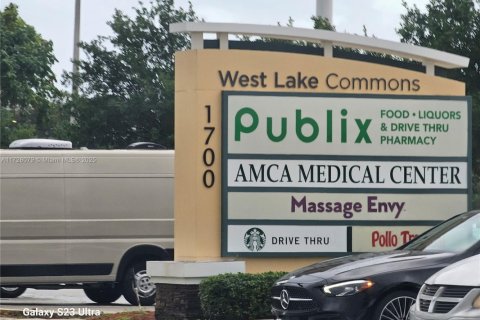 West Lake Commons
1700
Publix
FOOD • LIQUORS
& DRIVE THRU
PHARMACY
AMCA MEDICAL CENTER
Massage Envy
DRIVE THRU
Pollo
Galaxy S23 Ultra